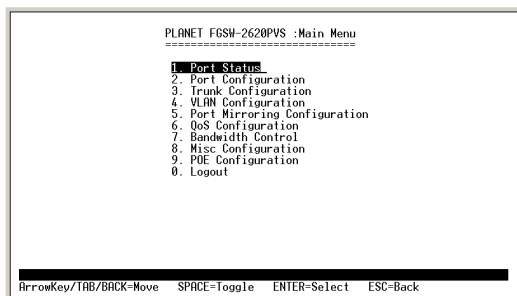 PLANET FGSW-2620PVS :Main Menu
===============================
1. Port Status
2. Port Configuration
3. Trunk Configuration
4. VLAN Configuration
5. Port Mirroring Configuration
6. QoS Configuration
7. Bandwidth Control
8. Misc Configuration
9. POE Configuration
0. Logout
ArrowKey/TAB/BACK=Move SPACE=Toggle ENTER=Select ESC=Back